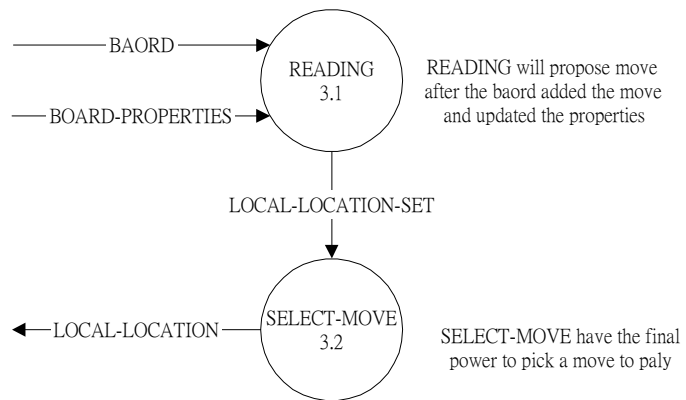 BAORD
READING
3.1
READING will propose move
after the baord added the move
and updated the properties
BOARD-PROPERTIES
LOCAL-LOCATION-SET
LOCAL-LOCATION
SELECT-MOVE
3.2
SELECT-MOVE have the final
power to pick a move to paly